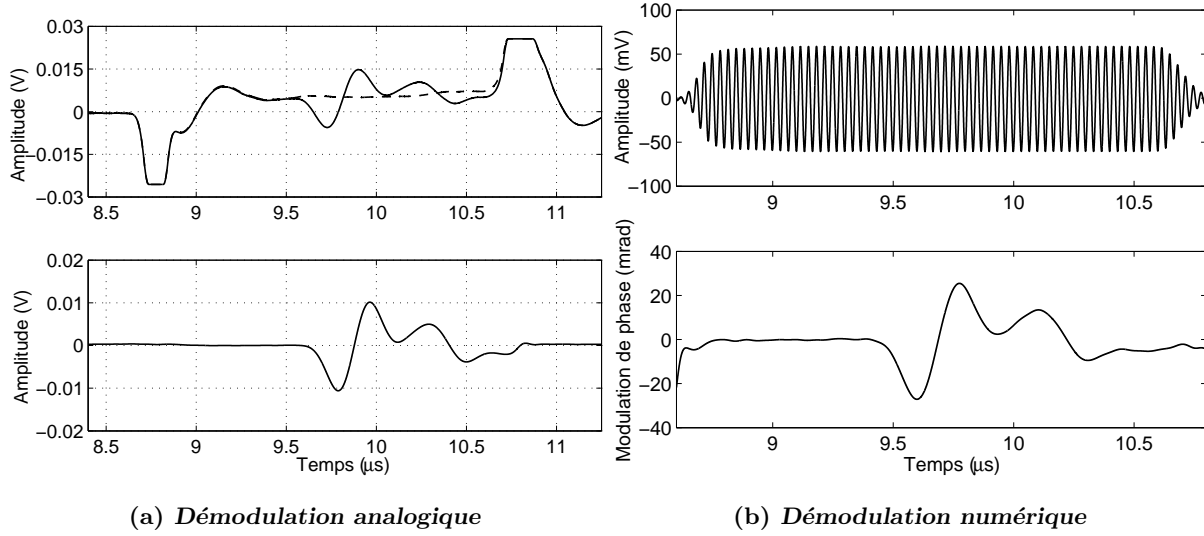 0.03
0.015
0
−0.015
−0.03
Amplitude (V)
8.5 9 9.5 10 10.5 11
0.02
0.01
0
−0.01
−0.02
Amplitude (V)
8.5 9 9.5 10 10.5 11
Temps (μs)
(a) Démodulation analogique
100
50
0
−50
−100
Amplitude (mV)
9 9.5 10 10.5
40
20
0
−20
−40
Modulation de phase (mrad)
9 9.5 10 10.5
Temps (μs)
(b) Démodulation numérique